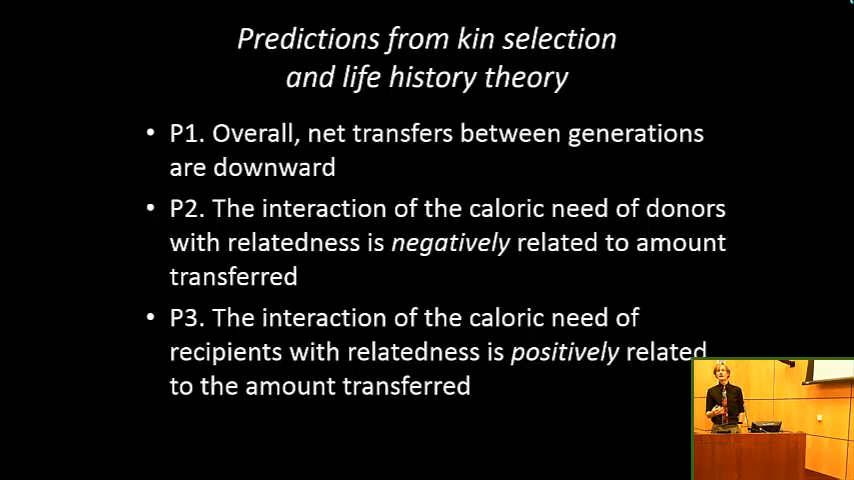 Predictions from kin selection
and life history theory
• P1. Overall, net transfers between generations
are downward
• P2. The interaction of the caloric need of donors
with relatedness is negatively related to amount
transferred
• P3. The interaction of the caloric need of
recipients with relatedness is positively related
to the amount transferred